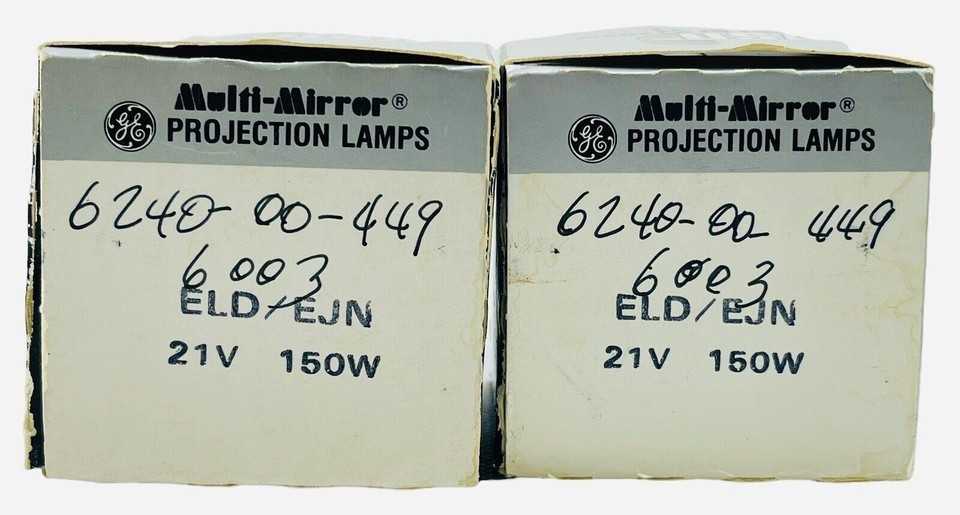 Multi-Mirror®
GE PROJECTION LAMPS
6240-00-449
6003
ELD/EJN
21V 150W
Multi-Mirror®
GE PROJECTION LAMPS
6240-00 449
6003
ELD/EJN
21V 150W